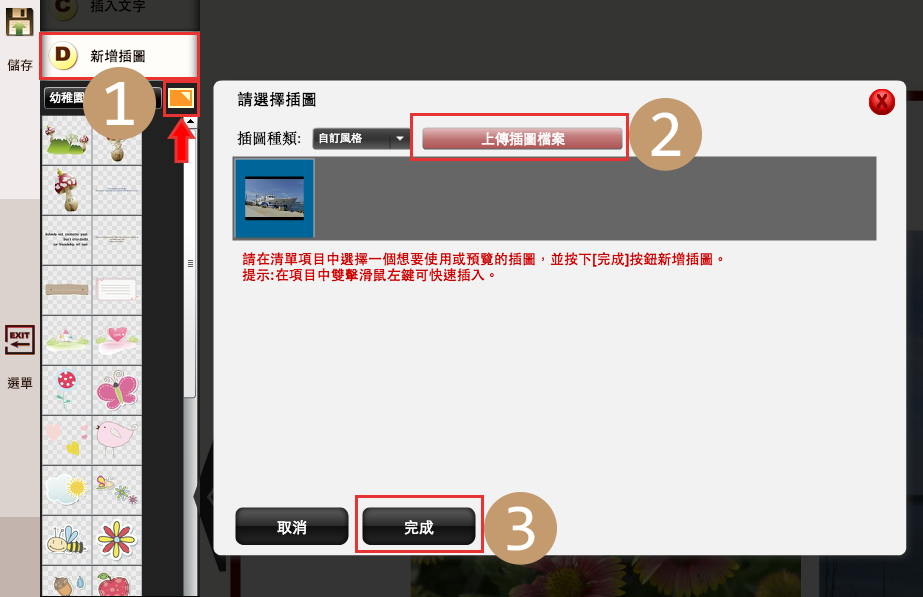 C 插入文字
儲存
D 新增插圖
幼稚園
1
請選擇插圖
X
插圖種類: 自訂風格 上傳插圖檔案
2
請在清單項目中選擇一個想要使用或預覽的插圖，並按下[完成]按鈕新增插圖。
提示:在項目中雙擊滑鼠左鍵可快速插入。
EXIT
選單
取消 完成
3